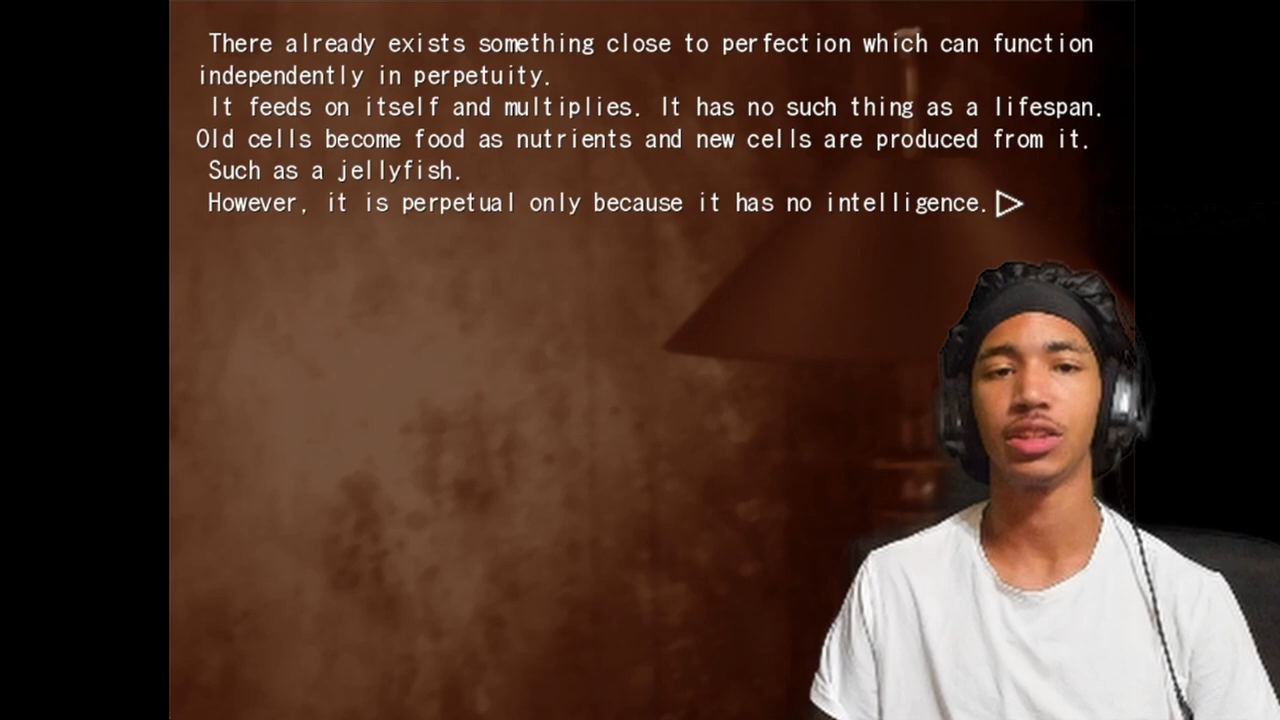 There already exists something close to perfection which can function
independently in perpetuity.
It feeds on itself and multiplies. It has no such thing as a lifespan.
Old cells become food as nutrients and new cells are produced from it.
Such as a jellyfish.
However, it is perpetual only because it has no intelligence.